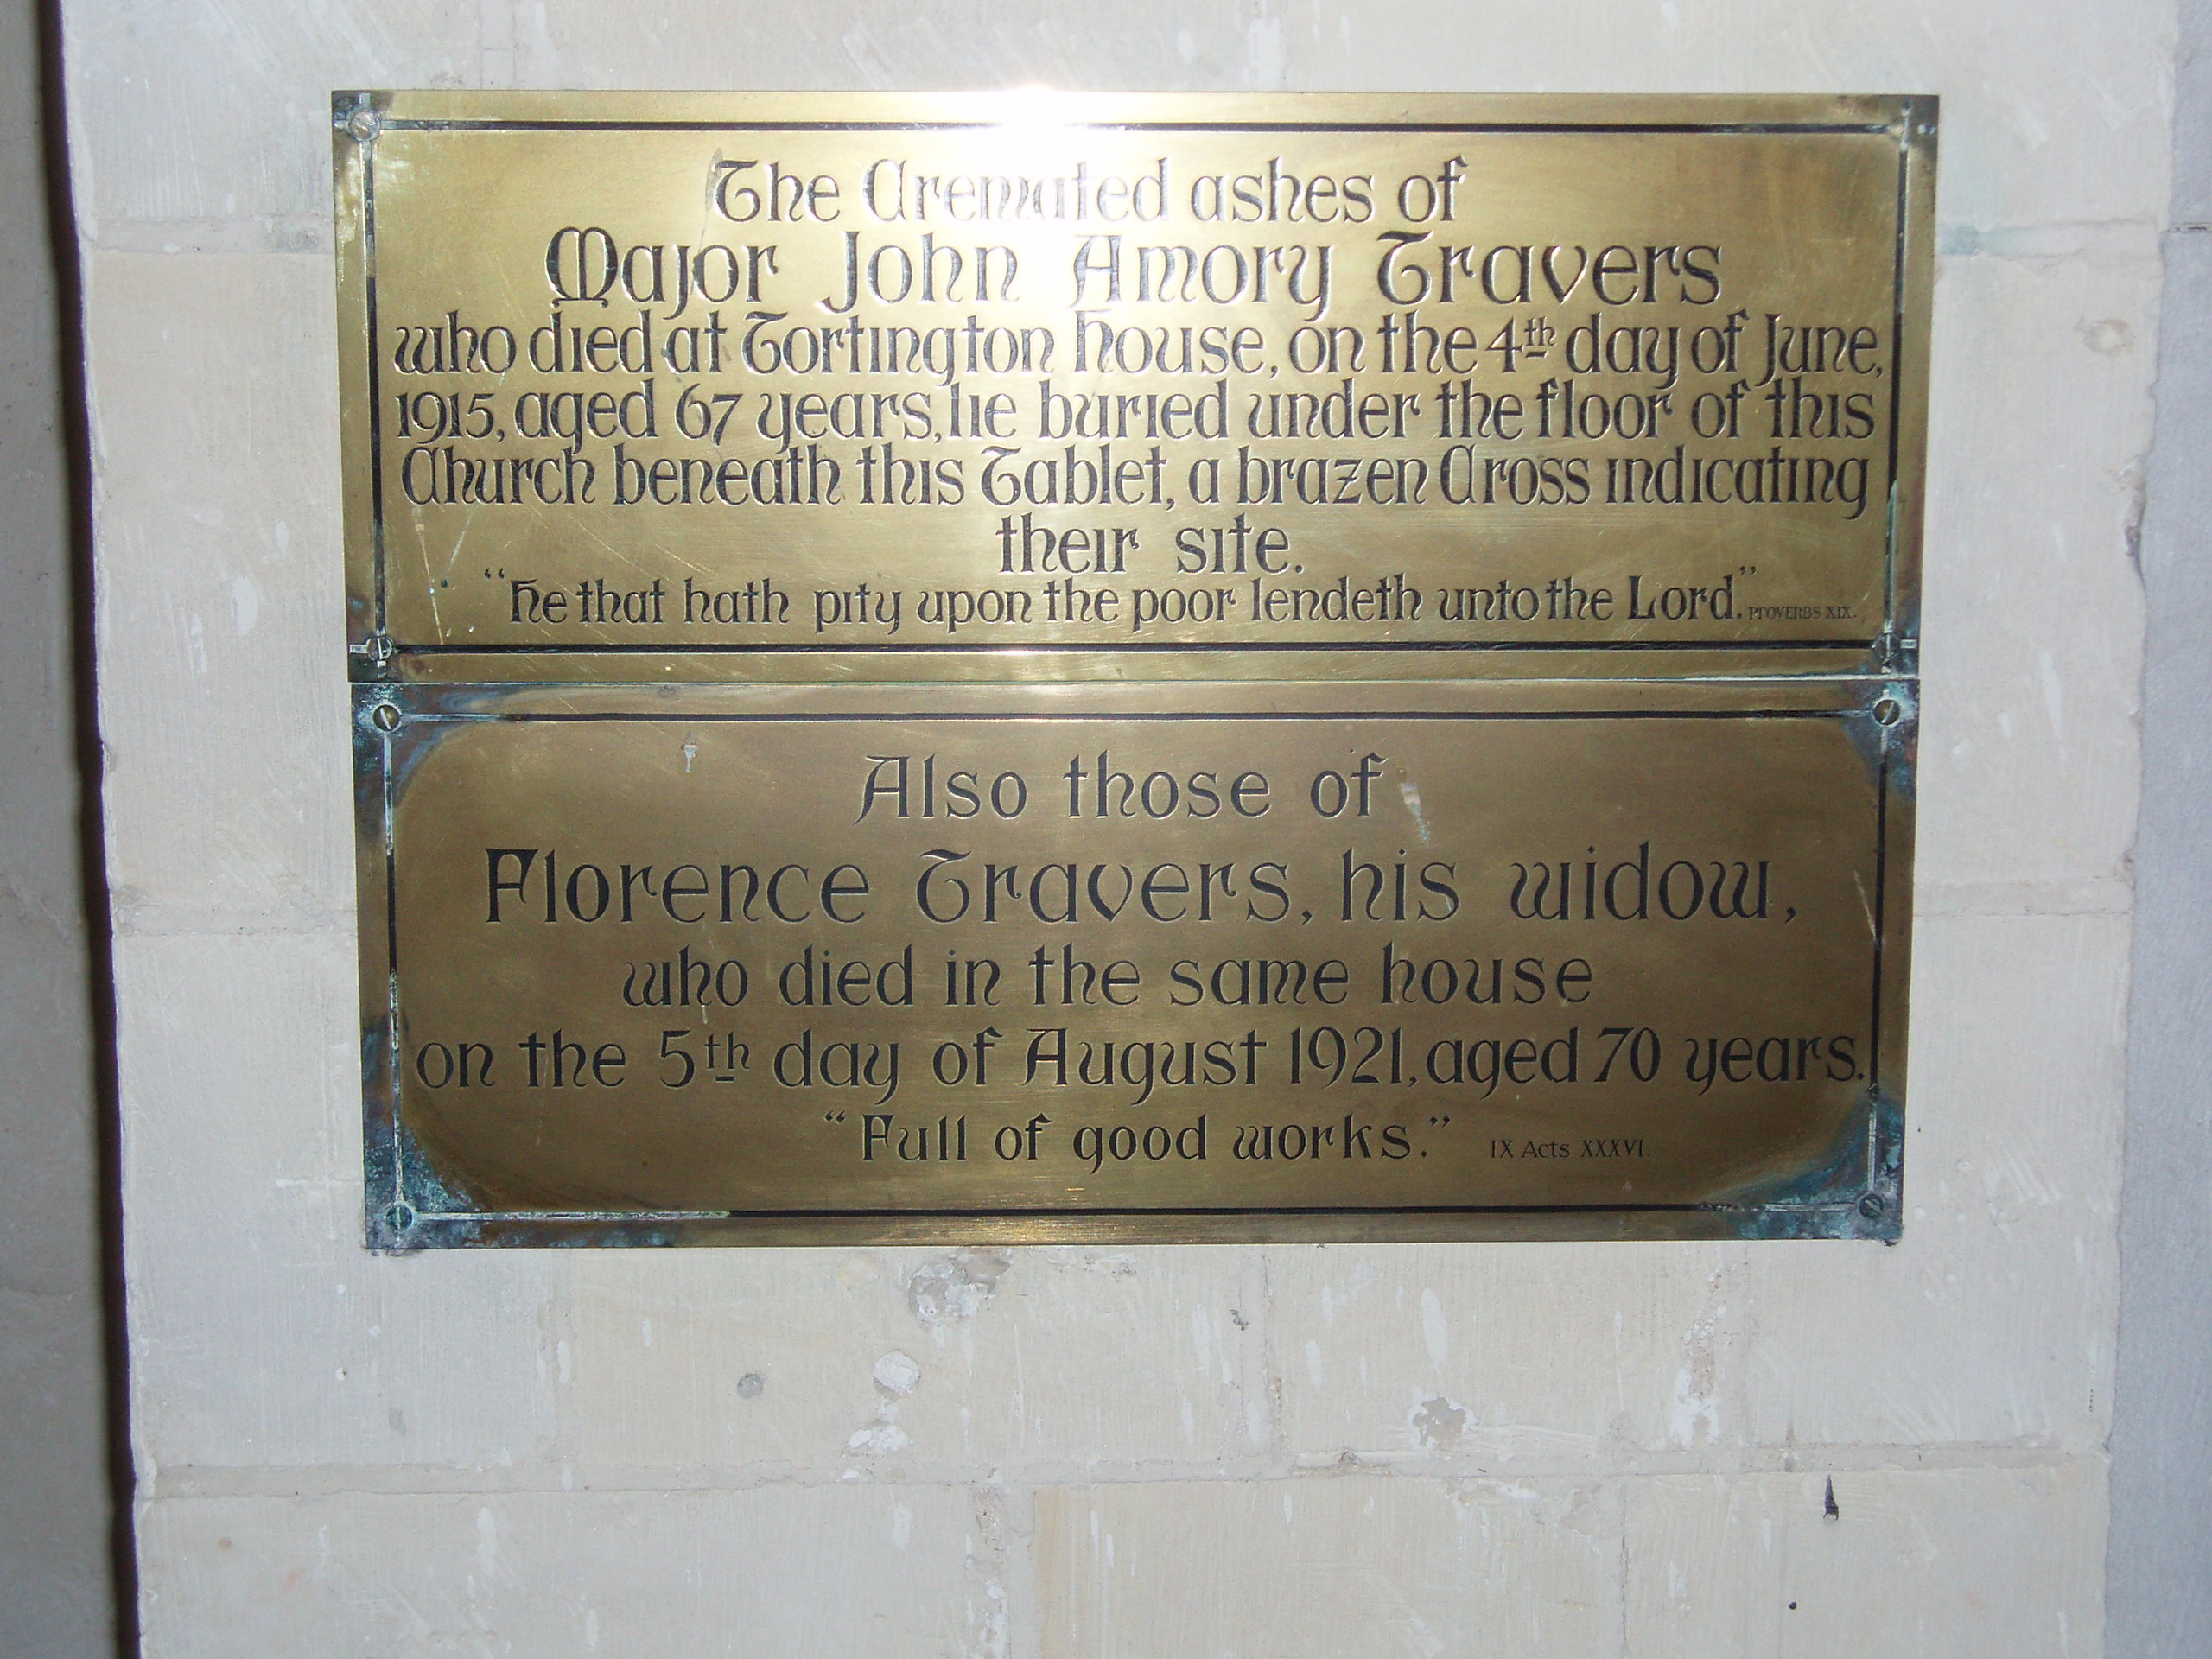 The Cremated ashes of
Major John Amory Travers
who died at Tortington House, on the 4th day of June,
1915, aged 67 years, lie buried under the floor of this
Church beneath this Tablet, a brazen Cross indicating
their site.
"He that hath pity upon the poor lendeth unto the Lord." PROVERBS XIX.
Also those of
Florence Travers, his widow,
who died in the same house
on the 5th day of August 1921, aged 70 years.
"Full of good works." IX Acts XXXVI.